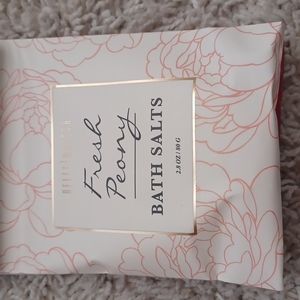 Fresh
Peony
BATH SALTS
2.8 OZ / 80 G